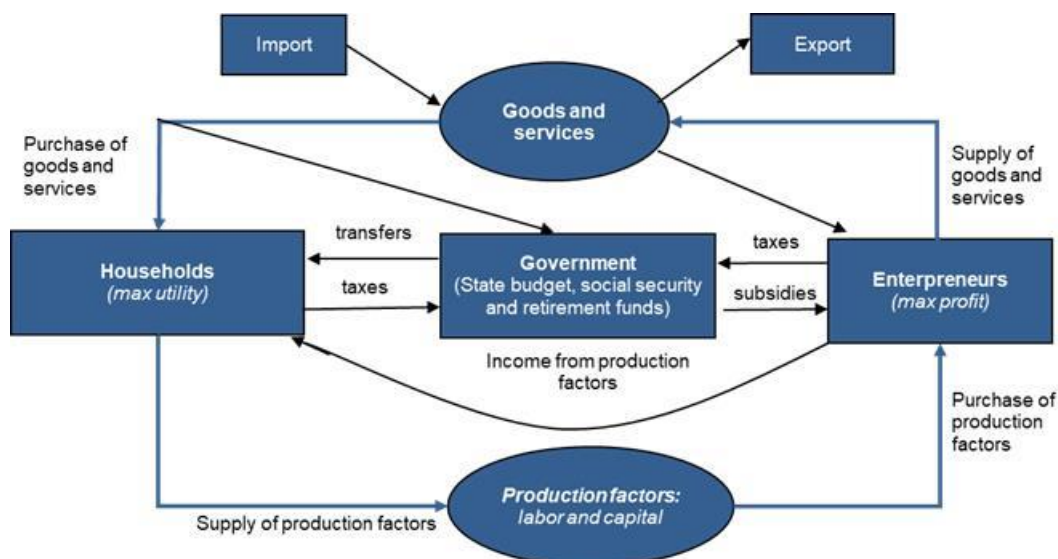 Import
Export
Goods and
services
Purchase of
goods and
services
Supply of
goods and
services
transfers
taxes
Households
(max utility)
taxes
Government
(State budget, social security
and retirement funds)
subsidies
Enterpreneurs
(max profit)
Income from production
factors
Purchase of
production
factors
Production factors:
labor and capital
Supply of production factors